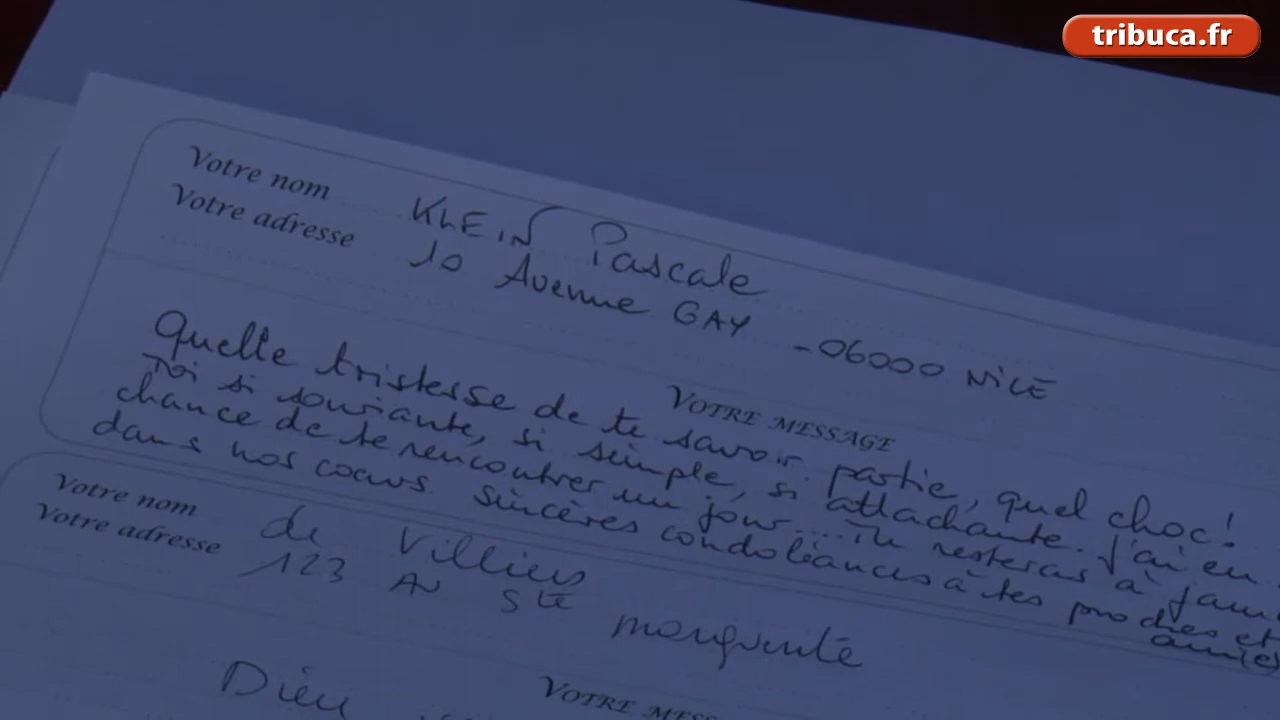 tribuca.fr
Votre nom KLEIN Pascale
Votre adresse 10 Avenue GAY - 06000 NICE
VOTRE MESSAGE
Quelle tristesse de te savoir partie, quel choc!
Toi si souriante, si simple, si attachante. J'ai eu
chance de te rencontrer un jour... Tu resteras à
dans nos cœurs. Sincères condoléances à tes proches et
Votre nom de Villiers
Votre adresse 123 Av Ste marguerite
VOTRE
Dieu